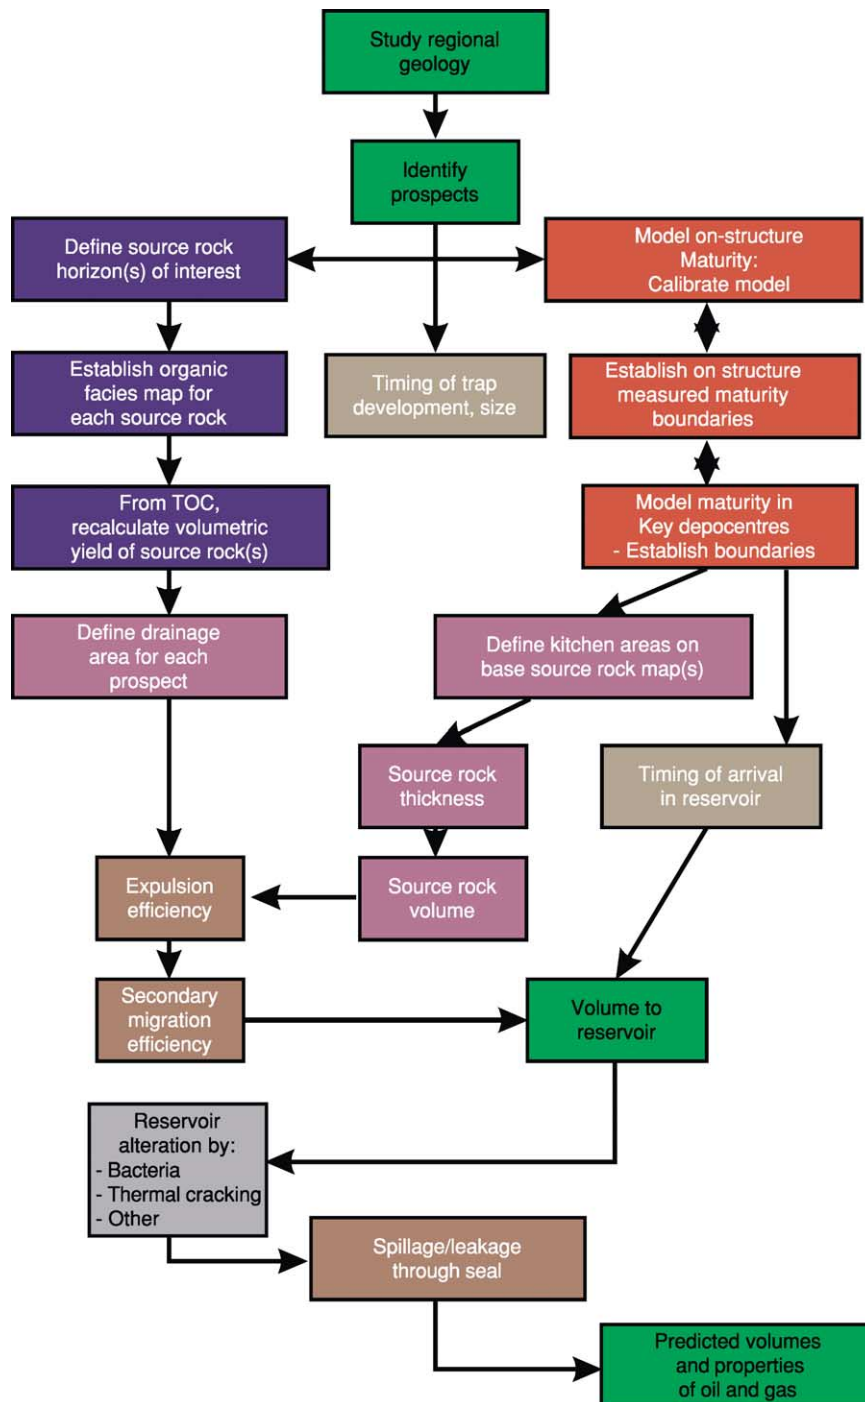 Study regional
geology
Identify
prospects
Define source rock
horizon(s) of interest
Model on-structure
Maturity:
Calibrate model
Establish organic
facies map for
each source rock
Timing of trap
development, size
Establish on structure
measured maturity
boundaries
From TOC,
recalculate volumetric
yield of source rock(s)
Model maturity in
Key depocentres
- Establish boundaries
Define drainage
area for each
prospect
Define kitchen areas on
base source rock map(s)
Source rock
thickness
Timing of arrival
in reservoir
Expulsion
efficiency
Source rock
volume
Secondary
migration
efficiency
Volume to
reservoir
Reservoir
alteration by:
- Bacteria
- Thermal cracking
- Other
Spillage/leakage
through seal
Predicted volumes
and properties
of oil and gas